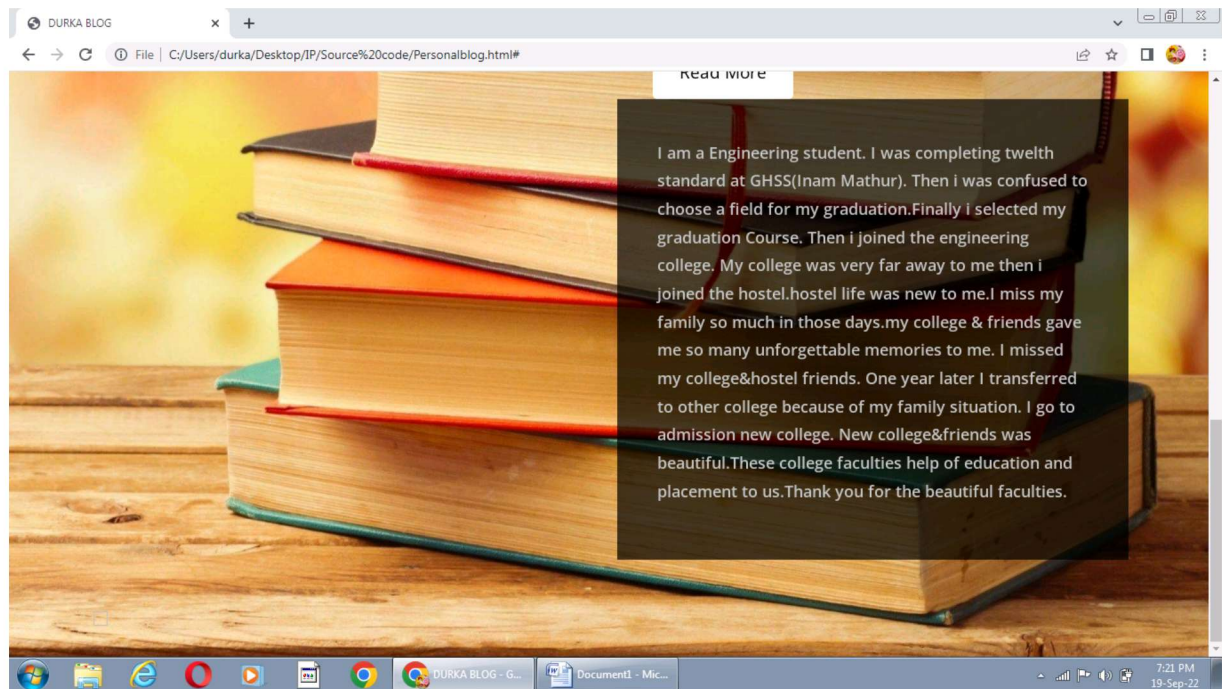 DURKA BLOG
File | C:/Users/durka/Desktop/IP/Source%20code/Personalblog.html#
Read More
I am a Engineering student. I was completing twelth
standard at GHSS(Inam Mathur). Then i was confused to
choose a field for my graduation.Finally i selected my
graduation Course. Then i joined the engineering
college. My college was very far away to me then i
joined the hostel.hostel life was new to me.I miss my
family so much in those days.my college & friends gave
me so many unforgettable memories to me. I missed
my college&hostel friends. One year later I transferred
to other college because of my family situation. I go to
admission new college. New college&friends was
beautiful.These college faculties help of education and
placement to us.Thank you for the beautiful faculties.
DURKA BLOG - G...
Document1 - Mic...
7:21 PM
19-Sep-22